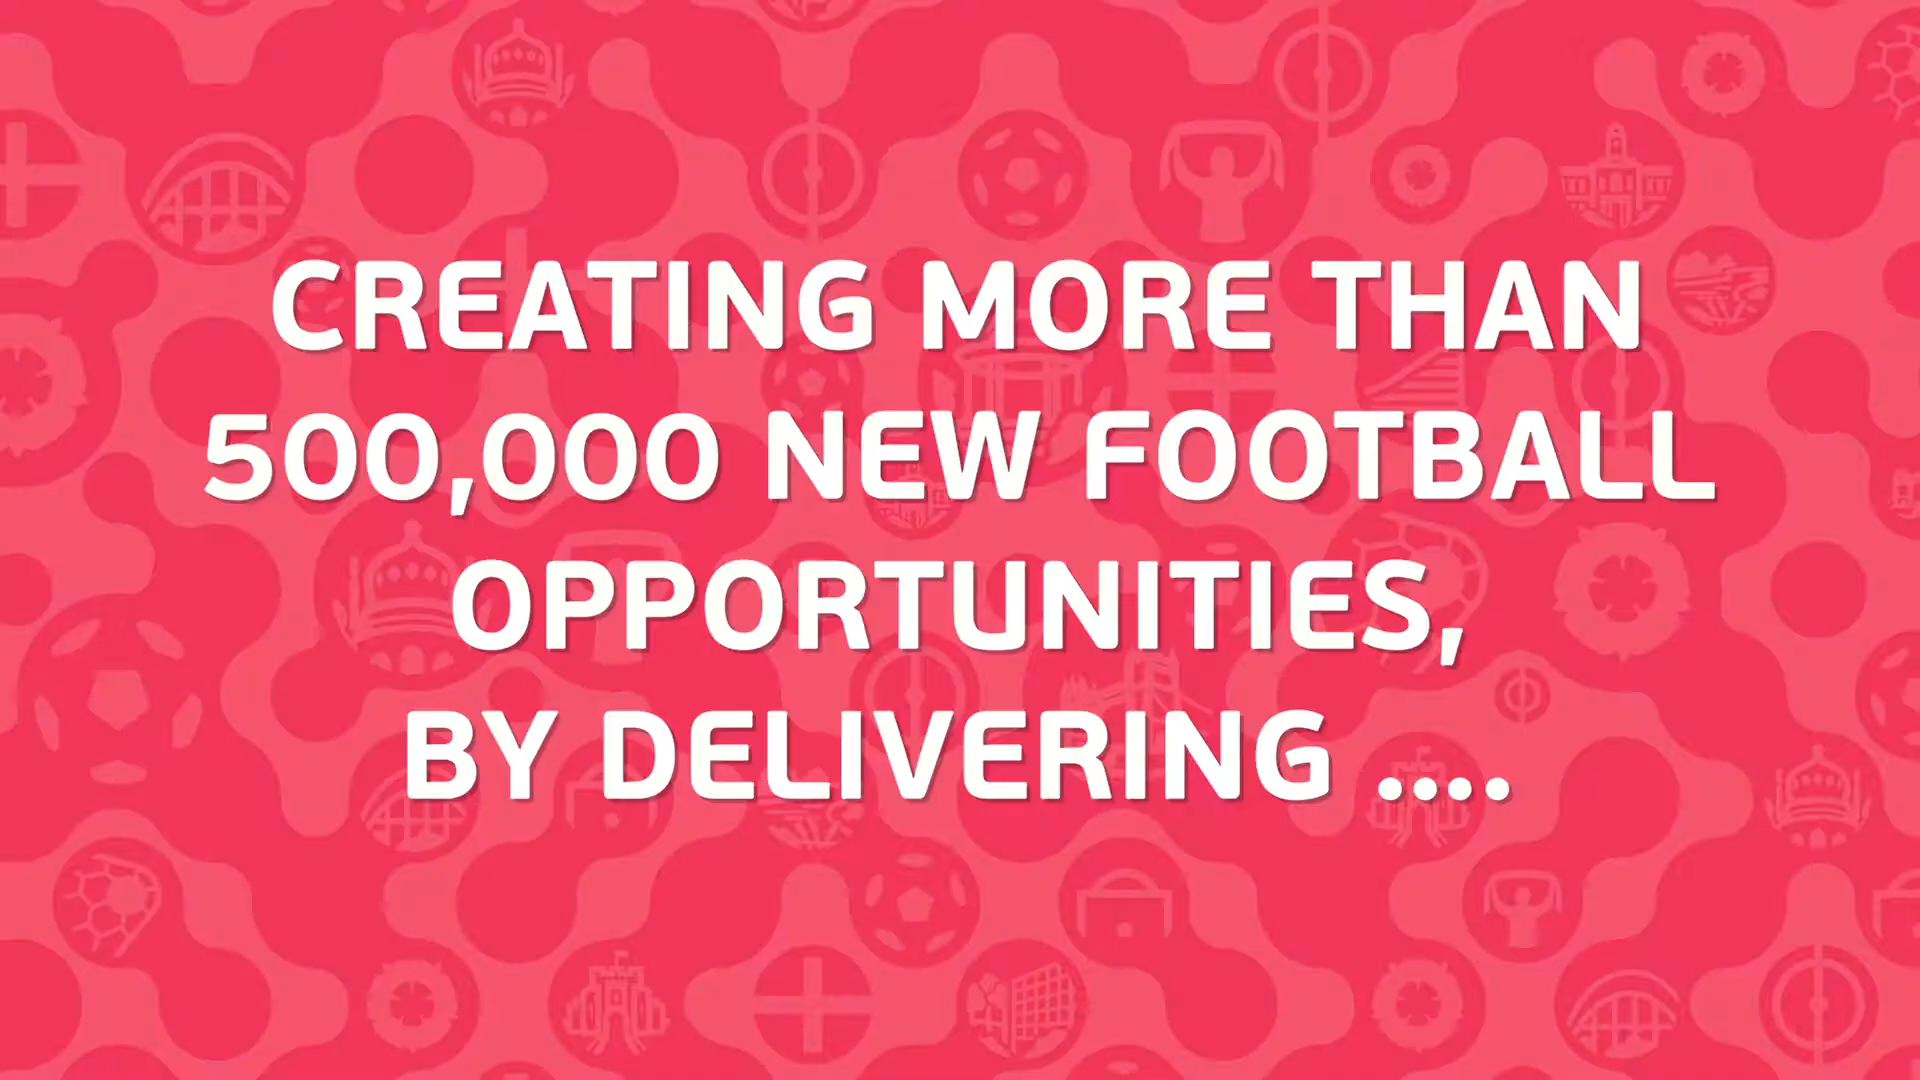 CREATING MORE THAN
500,000 NEW FOOTBALL
OPPORTUNITIES,
BY DELIVERING ....